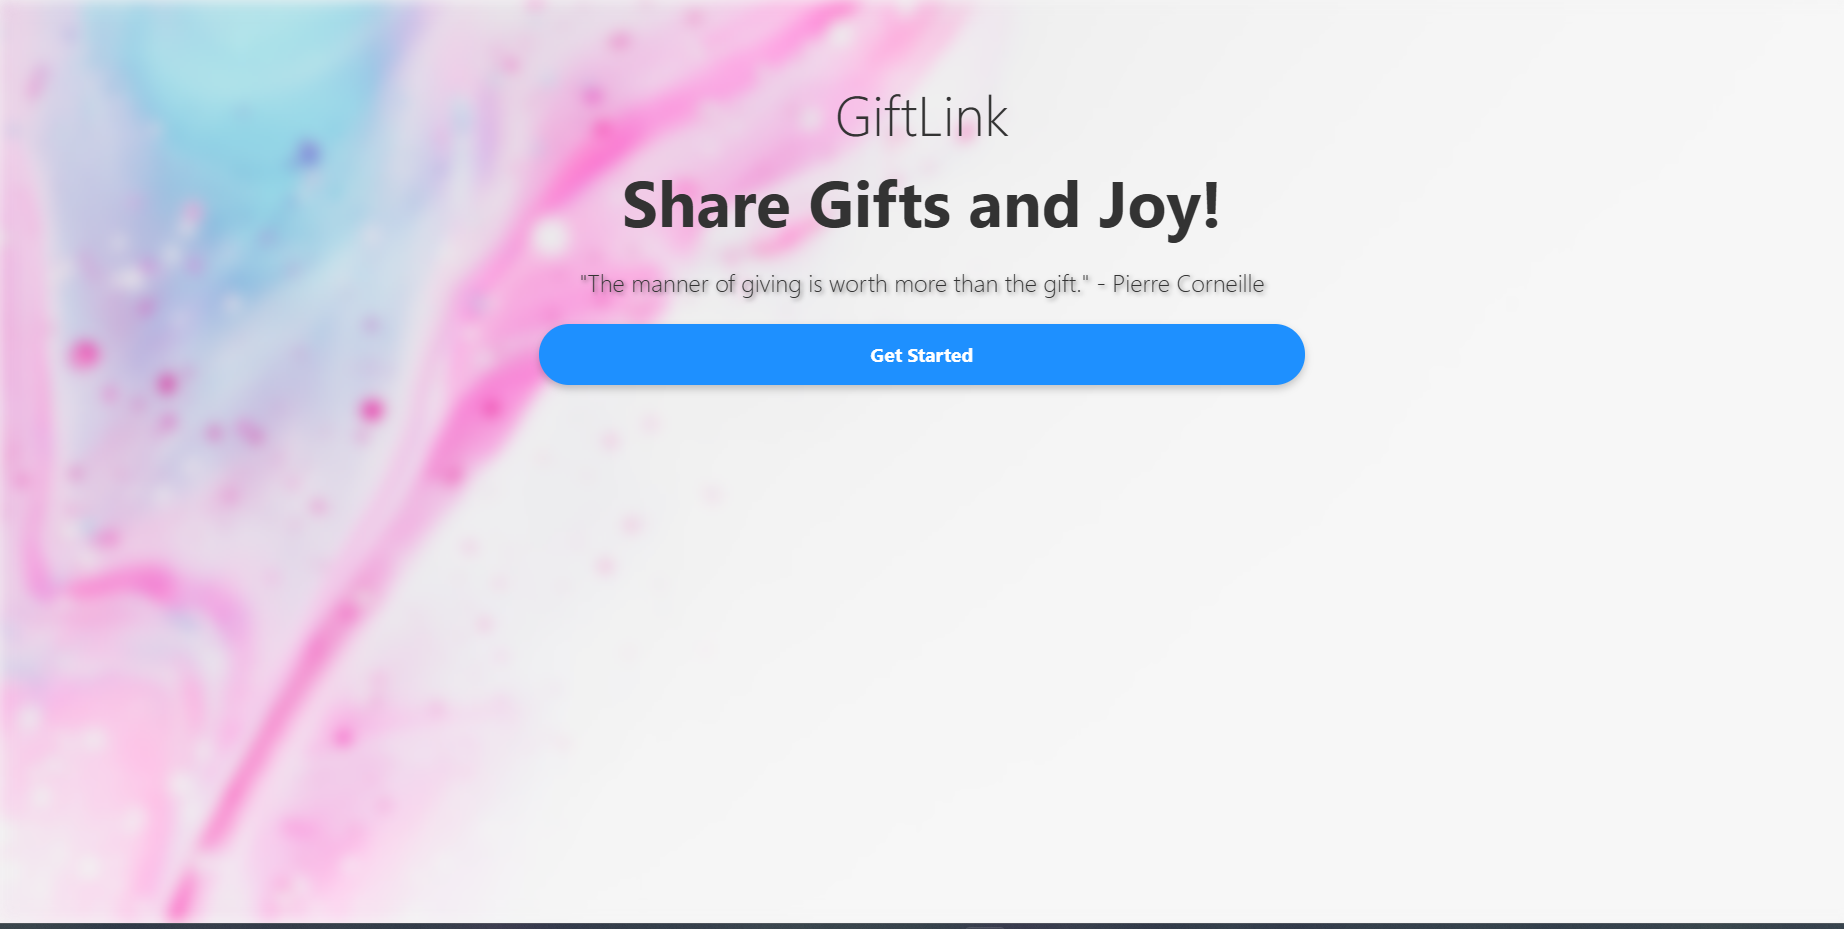 GiftLink
Share Gifts and Joy!
"The manner of giving is worth more than the gift." - Pierre Corneille
Get Started